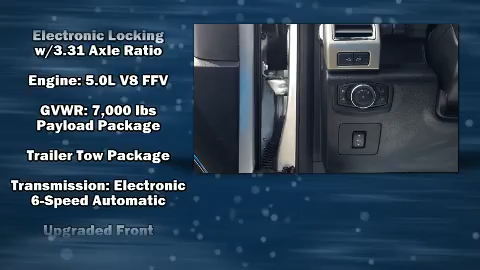 Electronic Locking
w/3.31 Axle Ratio
Engine: 5.0L V8 FFV
GVWR: 7,000 lbs
Payload Package
Trailer Tow Package
Transmission: Electronic
6-Speed Automatic
Upgraded Front